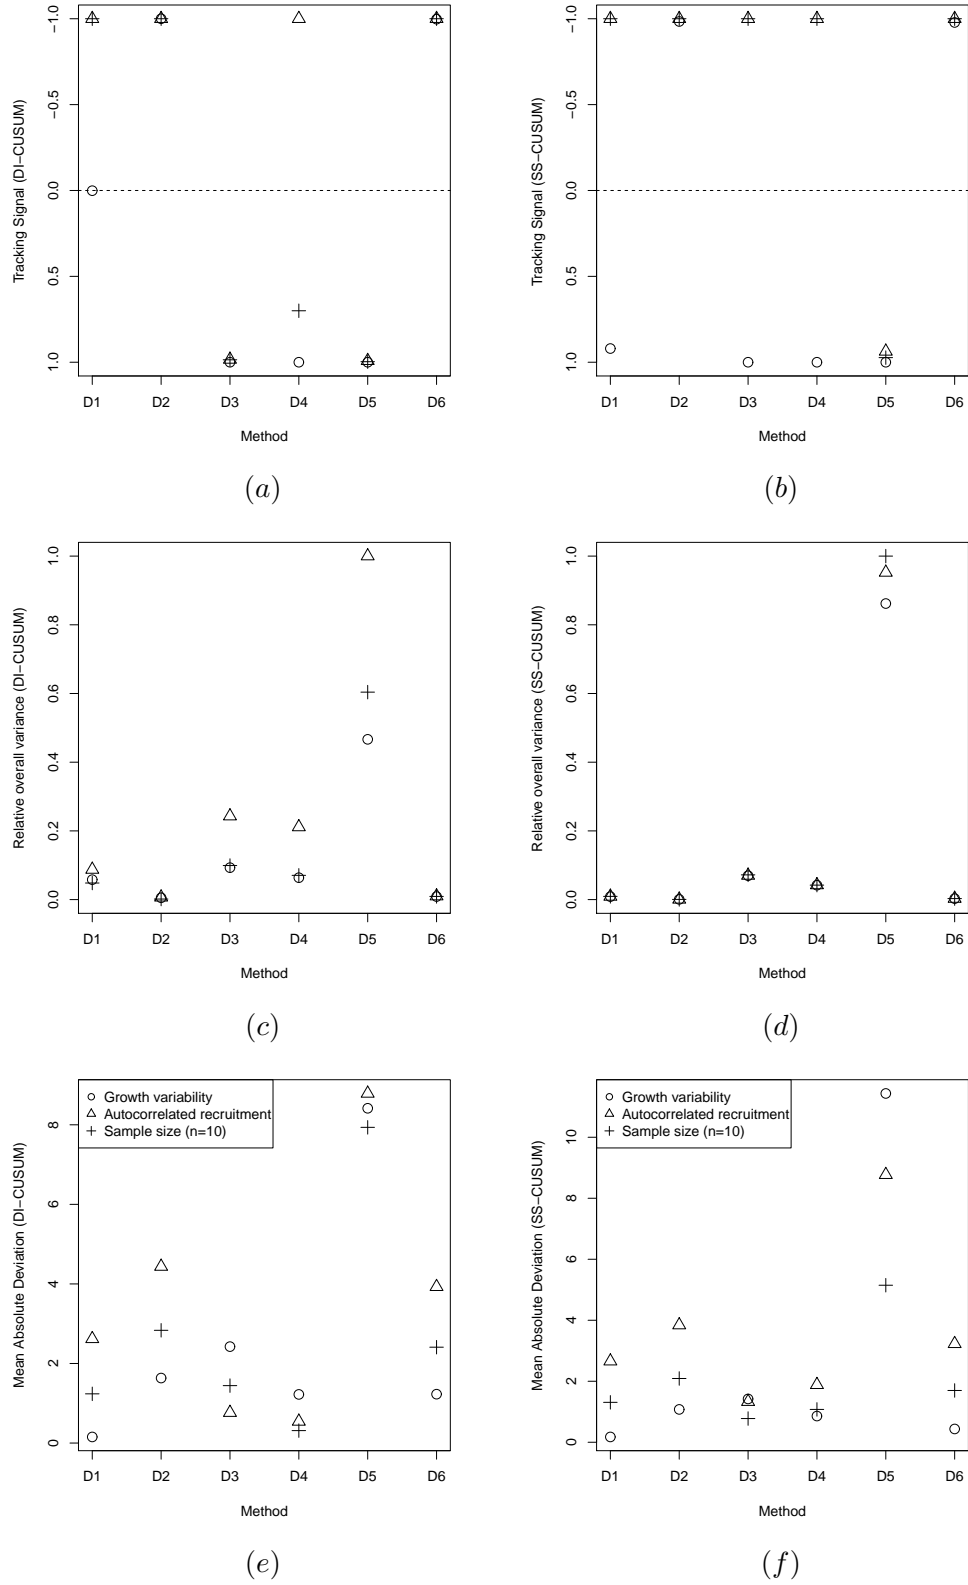 Tracking Signal (DI−CUSUM)
−1.0
−0.5
0.0
0.5
1.0
D1 D2 D3 D4 D5 D6
Method
(a)
Tracking Signal (SS−CUSUM)
−1.0
−0.5
0.0
0.5
1.0
D1 D2 D3 D4 D5 D6
Method
(b)
Relative overall variance (DI−CUSUM)
1.0
0.8
0.6
0.4
0.2
0.0
D1 D2 D3 D4 D5 D6
Method
(c)
Relative overall variance (SS−CUSUM)
1.0
0.8
0.6
0.4
0.2
0.0
D1 D2 D3 D4 D5 D6
Method
(d)
Mean Absolute Deviation (DI−CUSUM)
8
6
4
2
0
Growth variability
Autocorrelated recruitment
Sample size (n=10)
D1 D2 D3 D4 D5 D6
Method
(e)
Mean Absolute Deviation (SS−CUSUM)
10
8
6
4
2
0
Growth variability
Autocorrelated recruitment
Sample size (n=10)
D1 D2 D3 D4 D5 D6
Method
(f)